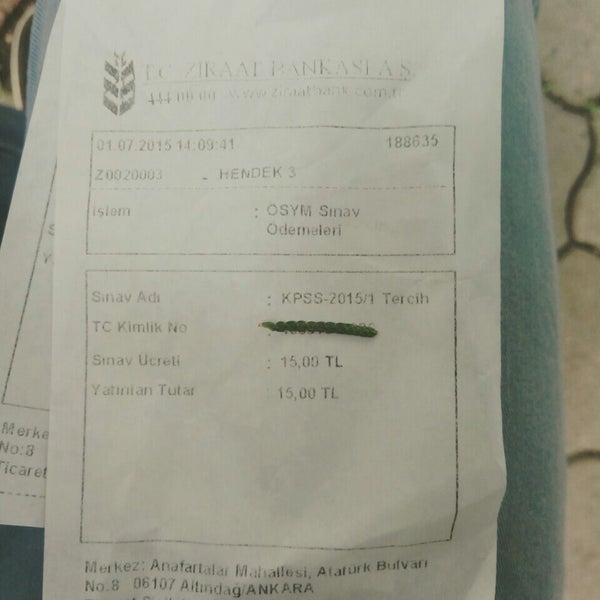 T.C. ZİRAAT BANKASI A.Ş.
444 00 00 www.ziraatbank.com.tr
01.07.2015 14:09:41 188635
Z0020003 - HENDEK 3
İşlem : ÖSYM Sınav
Ödemeleri
Sınav Adı : KPSS-2015/1 Tercih
TC Kimlik No :
Sınav Ücreti : 15,00 TL
Yatırılan Tutar : 15,00 TL
Merkez: Anafartalar Mahallesi, Atatürk Bulvarı
No.8 06107 Altındağ/ANKARA
Merke
No:8
Ticaret